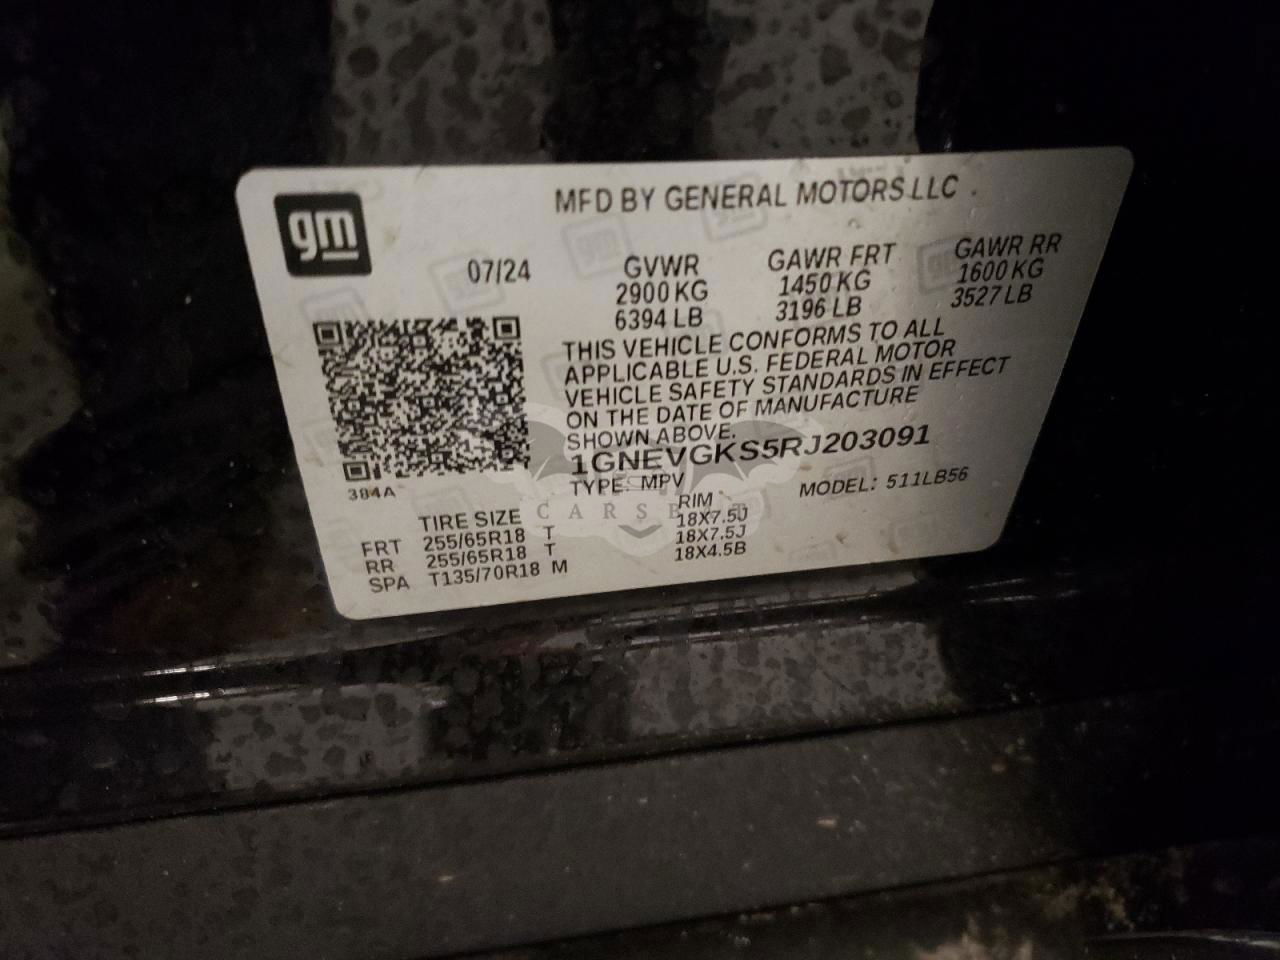 gm
MFD BY GENERAL MOTORS LLC
07/24 GVWR GAWR FRT GAWR RR
2900 KG 1450 KG 1600 KG
6394 LB 3196 LB 3527 LB
THIS VEHICLE CONFORMS TO ALL
APPLICABLE U.S. FEDERAL MOTOR
VEHICLE SAFETY STANDARDS IN EFFECT
ON THE DATE OF MANUFACTURE
SHOWN ABOVE.
1GNEVGKS5RJ203091
TYPE: MPV MODEL: 511LB56
384A
TIRE SIZE RIM
FRT 255/65R18 T 18X7.5J
RR 255/65R18 T 18X7.5J
SPA T135/70R18 M 18X4.5B